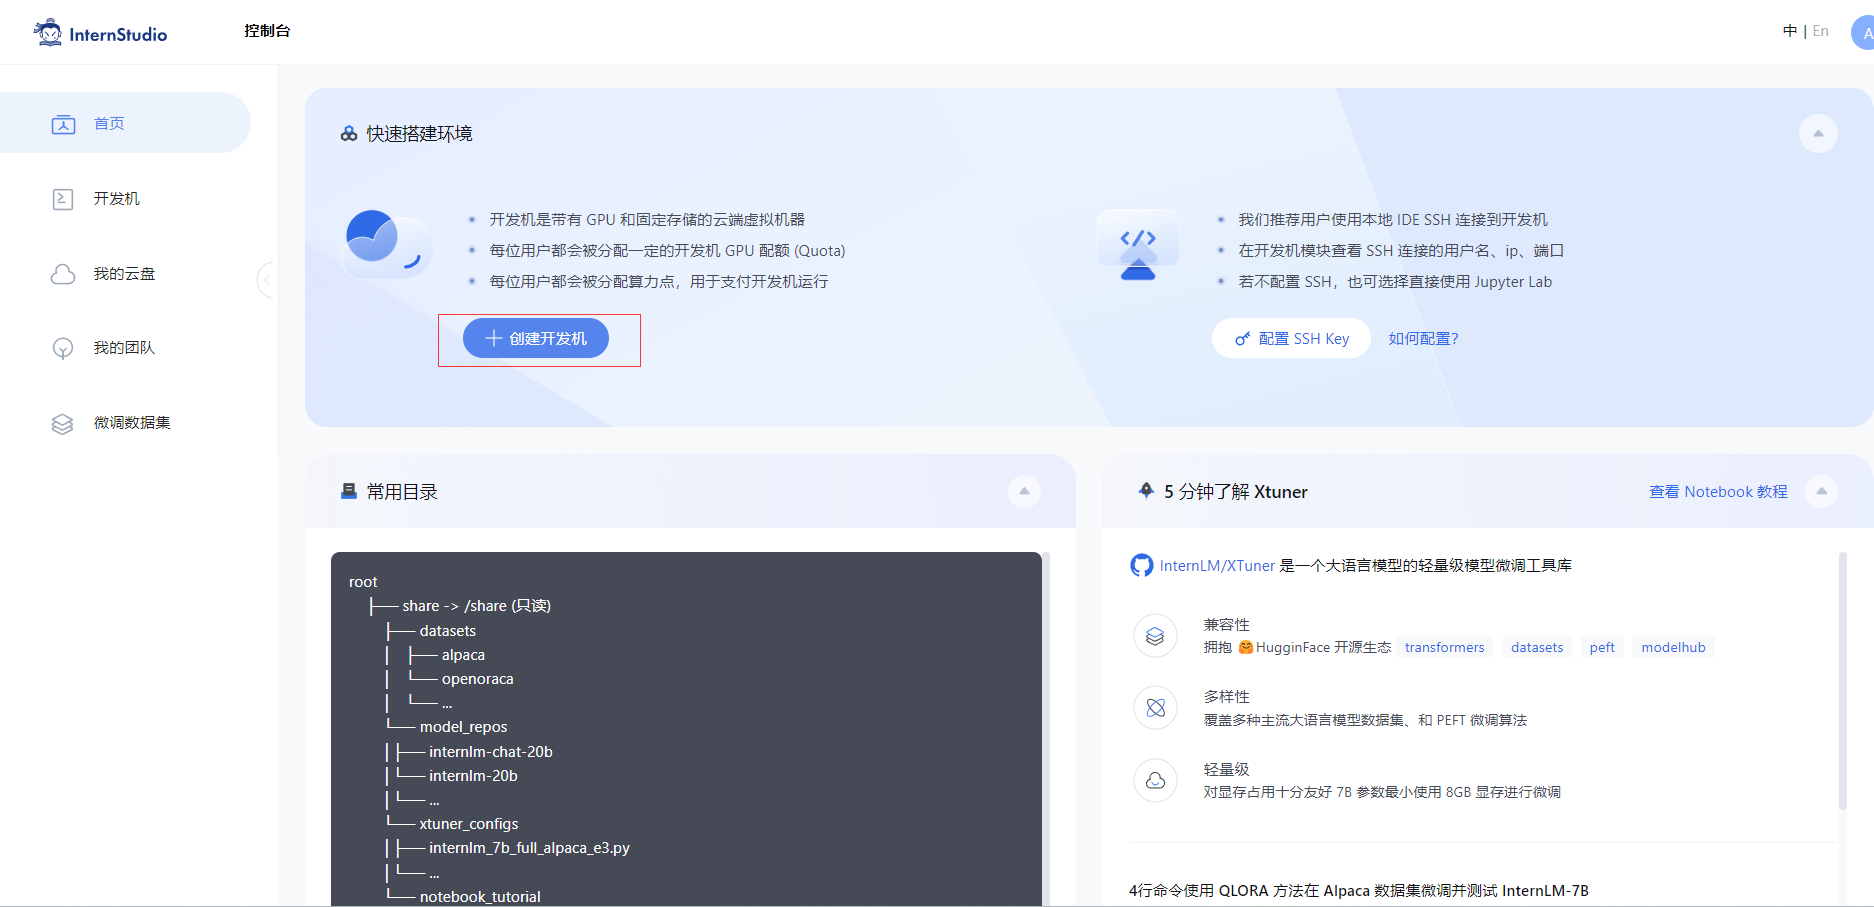 InternStudio
控制台
中 | En
A
首页
开发机
我的云盘
我的团队
微调数据集
快速搭建环境
开发机是带有 GPU 和固定存储的云端虚拟机器
每位用户都会被分配一定的开发机 GPU 配额 (Quota)
每位用户都会被分配算力点，用于支付开发机运行
创建开发机
我们推荐用户使用本地 IDE SSH 连接到开发机
在开发机模块查看 SSH 连接的用户名、ip、端口
若不配置 SSH，也可选择直接使用 Jupyter Lab
配置 SSH Key
如何配置?
常用目录
root
├── share -> /share (只读)
├── datasets
│ ├── alpaca
│ └── openoraca
│ └── ...
└── model_repos
│ ├── internlm-chat-20b
│ └── internlm-20b
│ └── ...
└── xtuner_configs
│ ├── internlm_7b_full_alpaca_e3.py
│ └── ...
└── notebook_tutorial
5 分钟了解 Xtuner
查看 Notebook 教程
InternLM/XTuner 是一个大语言模型的轻量级模型微调工具库
兼容性
拥抱 🤗HugginFace 开源生态 transformers datasets peft modelhub
多样性
覆盖多种主流大语言模型数据集、和 PEFT 微调算法
轻量级
对显存占用十分友好 7B 参数最小使用 8GB 显存进行微调
4行命令使用 QLORA 方法在 Alpaca 数据集微调并测试 InternLM-7B